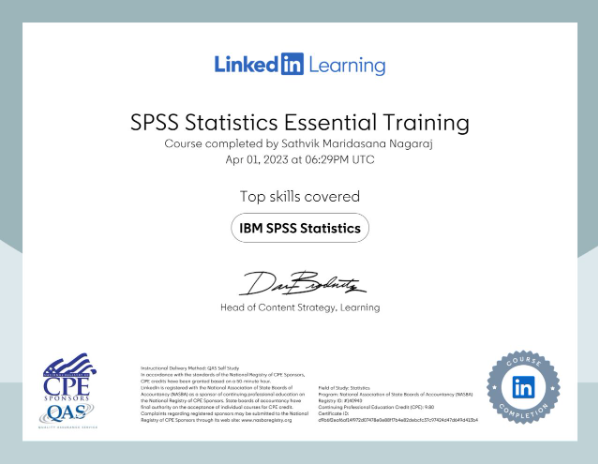 LinkedIn Learning
SPSS Statistics Essential Training
Course completed by Sathvik Maridasana Nagaraj
Apr 01, 2023 at 06:29PM UTC
Top skills covered
IBM SPSS Statistics
Head of Content Strategy, Learning
CPE
SPONSORS
QAS
QUALITY ASSURANCE SERVICE
Instructional Delivery Method: QAS Self Study
In accordance with the standards of the National Registry of CPE Sponsors,
CPE credits have been granted based on a 50-minute hour.
LinkedIn is registered with the National Association of State Boards of
Accountancy (NASBA) as a sponsor of continuing professional education on
the National Registry of CPE Sponsors. State boards of accountancy have
final authority on the acceptance of individual courses for CPE credit.
Complaints regarding registered sponsors may be submitted to the National
Registry of CPE Sponsors through its web site: www.nasbaregistry.org
Field of Study: Statistics
Program: National Association of State Boards of Accountancy (NASBA)
Registry ID: #140940
Continuing Professional Education Credit (CPE): 9.80
Certificate ID:
COURSE
in
COMPLETION